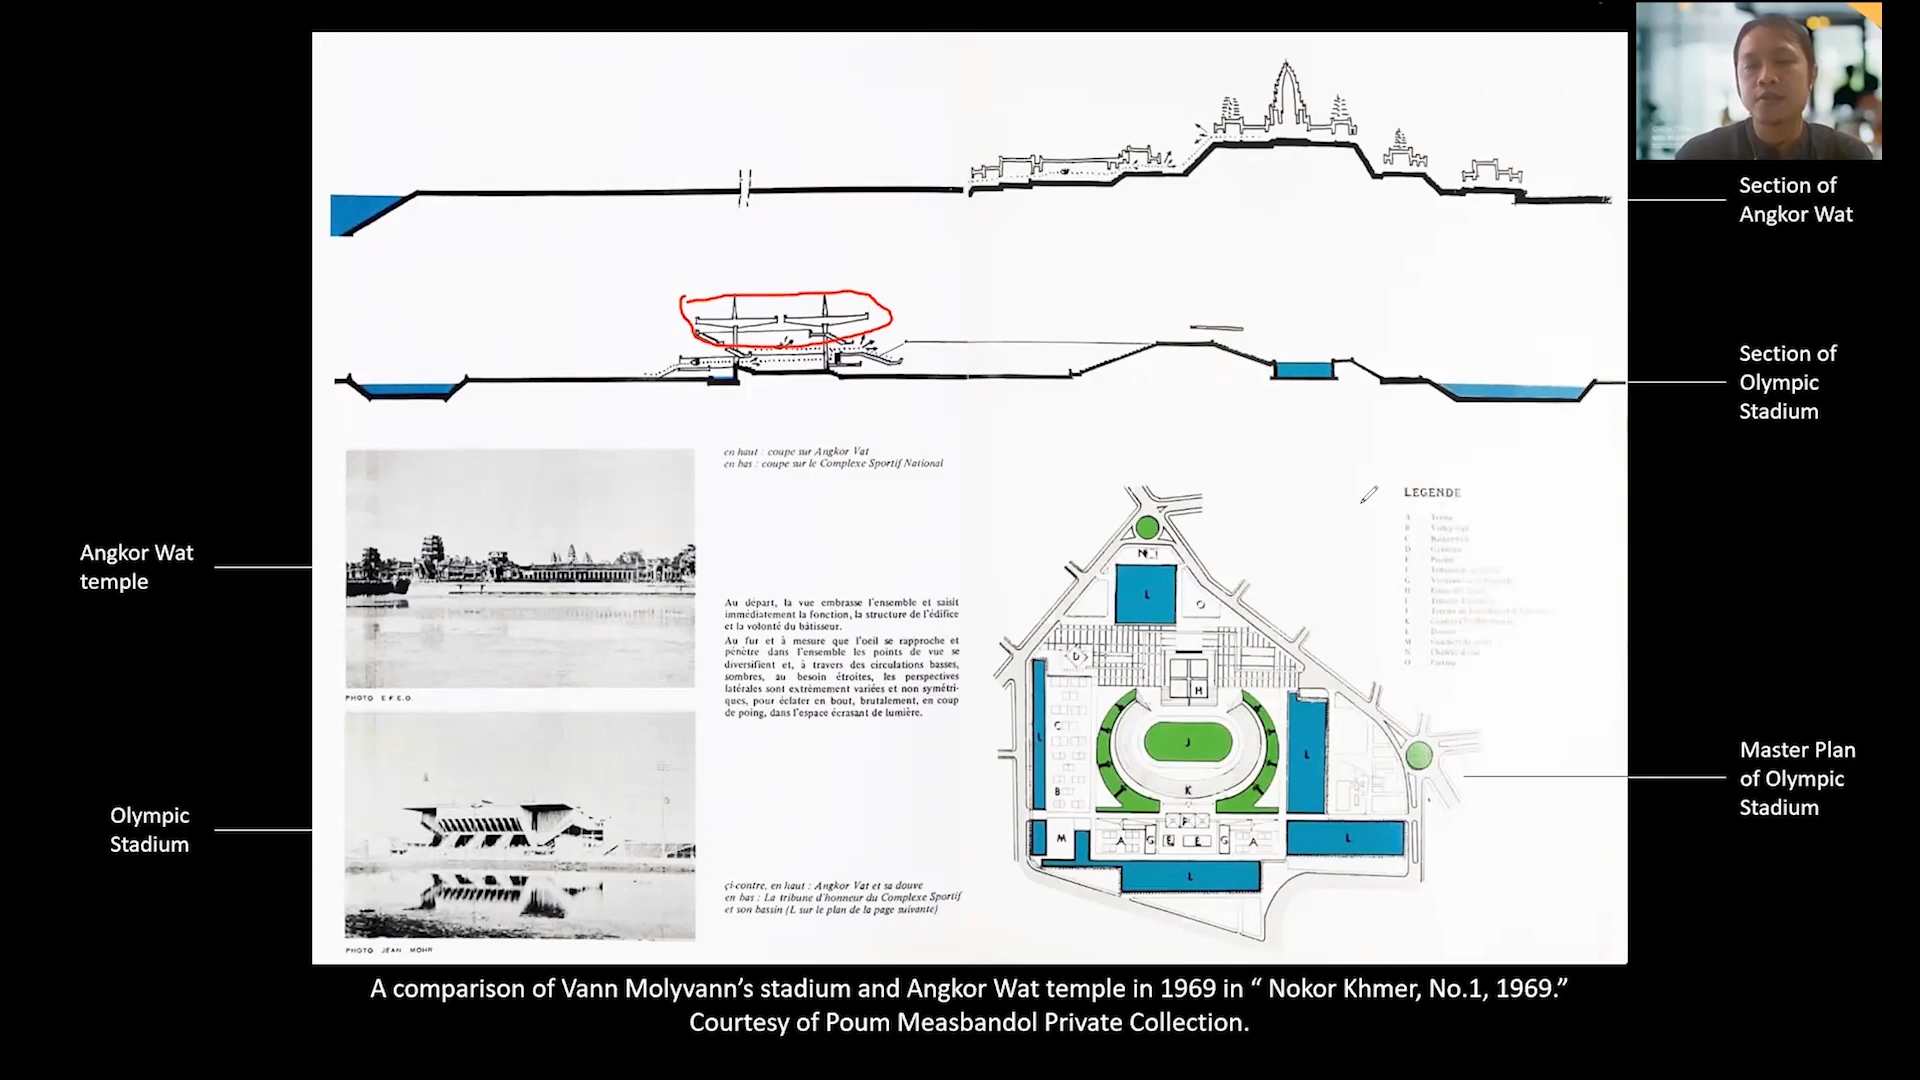 Section of
Angkor Wat
Section of
Olympic
Stadium
en haut : coupe sur Angkor Vat
en bas : coupe sur le Complexe Sportif National
LEGENDE
A
B
C
D
G
H
K
L
M
N
O Parking
Angkor Wat
temple
PHOTO E.F.E.O.
Au départ, la vue embrasse l'ensemble et saisit
immédiatement la fonction, la structure de l'édifice
et la volonté du bâtisseur.
Au fur et à mesure que l'oeil se rapproche et
pénètre dans l'ensemble les points de vue se
diversifient et, à travers des circulations basses,
sombres, au besoin étroites, les perspectives
latérales sont extrêmement variées et non symétri-
ques, pour éclater en bout, brutalement, en coup
de poing, dans l'espace écrasant de lumière.
N
L
O
D
H
C
L
J
L
B
K
F
M
A
G
E
E
G
A
L
L
Master Plan
of Olympic
Stadium
Olympic
Stadium
çi-contre, en haut : Angkor Vat et sa douve
en bas : La tribune d'honneur du Complexe Sportif
et son bassin (L sur le plan de la page suivante)
PHOTO JEAN MOHR
A comparison of Vann Molyvann’s stadium and Angkor Wat temple in 1969 in “ Nokor Khmer, No.1, 1969.”
Courtesy of Poum Measbandol Private Collection.